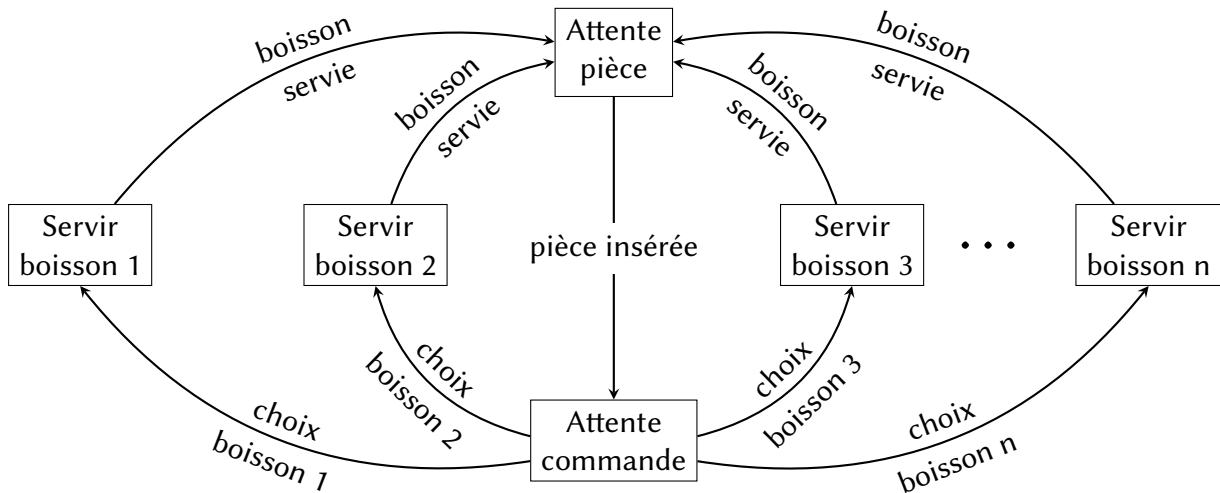 Attente
pièce
boisson
servie
boisson
servie
boisson
servie
boisson
servie
Servir
boisson 1
Servir
boisson 2
pièce insérée
Servir
boisson 3
...
Servir
boisson n
choix
boisson 1
choix
boisson 2
choix
boisson 3
choix
boisson n
Attente
commande